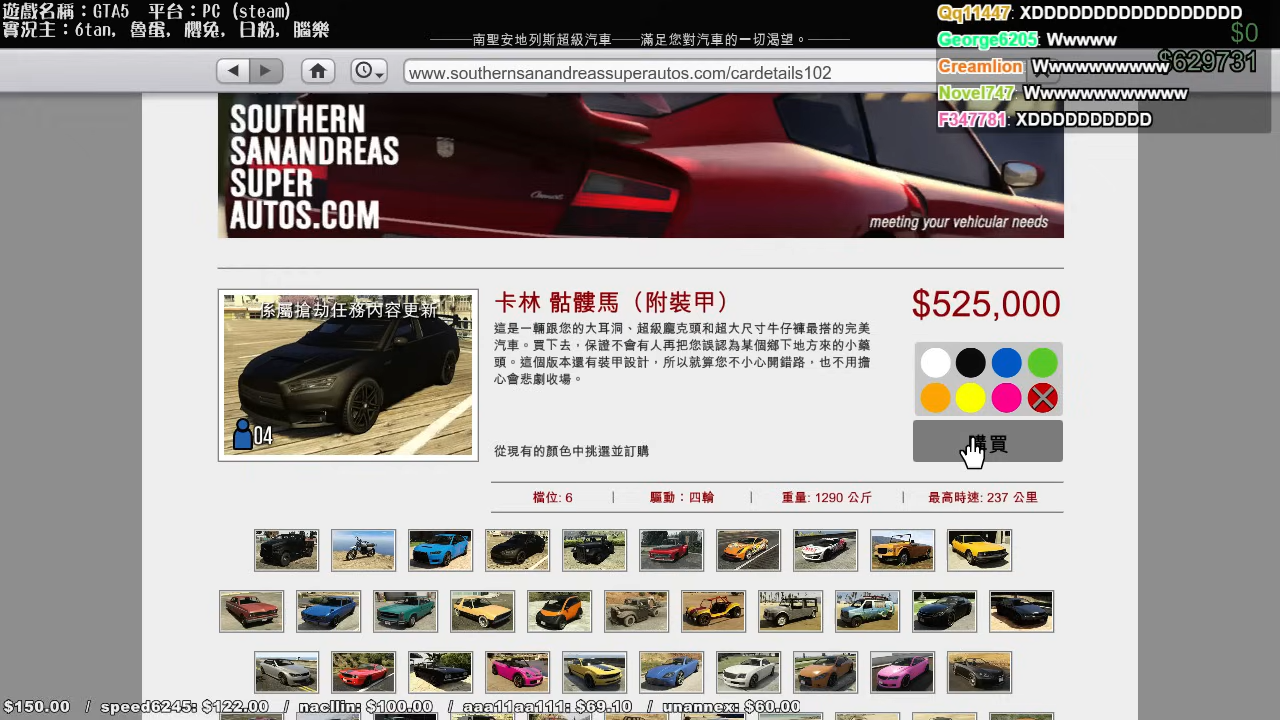 遊戲名稱：GTA5　平台：PC (steam)
實況主：6tan, 魯蛋, 機兔, 日粉, 腦樂
———南聖安地列斯超級汽車——滿足您對汽車的一切渴望。———
Qq11447: XDDDDDDDDDDDDDDDDDD
George6205: Wwwww
Creamlion: Wwwwwwwwwww
Novel747: Wwwwwwwwwwwww
F347781: XDDDDDDDDDD
$0
$629731
www.southernsanandreassuperautos.com/cardetails102
SOUTHERN
SANANDREAS
SUPER
AUTOS.COM
meeting your vehicular needs
係屬搶劫任務內容更新
04
卡林 骷髏馬（附裝甲）
$525,000
這是一輛跟您的大耳洞、超級龐克頭和超大尺寸牛仔褲最搭的完美
汽車。買下去，保證不會有人再把您誤認為某個鄉下地方來的小藥
頭。這個版本還有裝甲設計，所以就算您不小心開錯路，也不用擔
心會悲劇收場。
從現有的顏色中挑選並訂購
購買
檔位: 6 | 驅動：四輪 | 重量: 1290 公斤 | 最高時速: 237 公里
$150.00 / speed6245: $122.00 / nacllin: $100.00 / aaa11aa111: $69.10 / unannex: $60.00